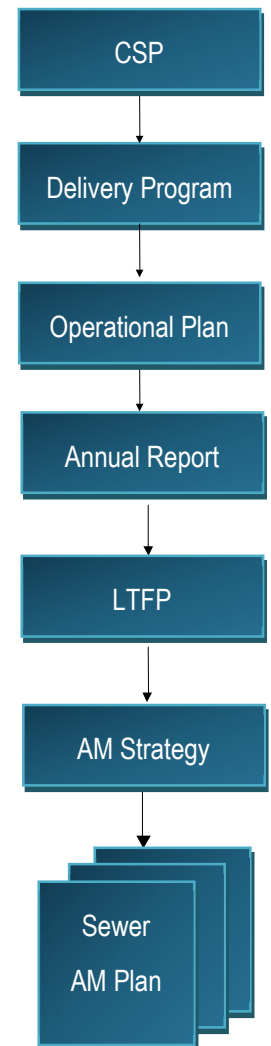 CSP
Delivery Program
Operational Plan
Annual Report
LTFP
AM Strategy
Sewer
AM Plan